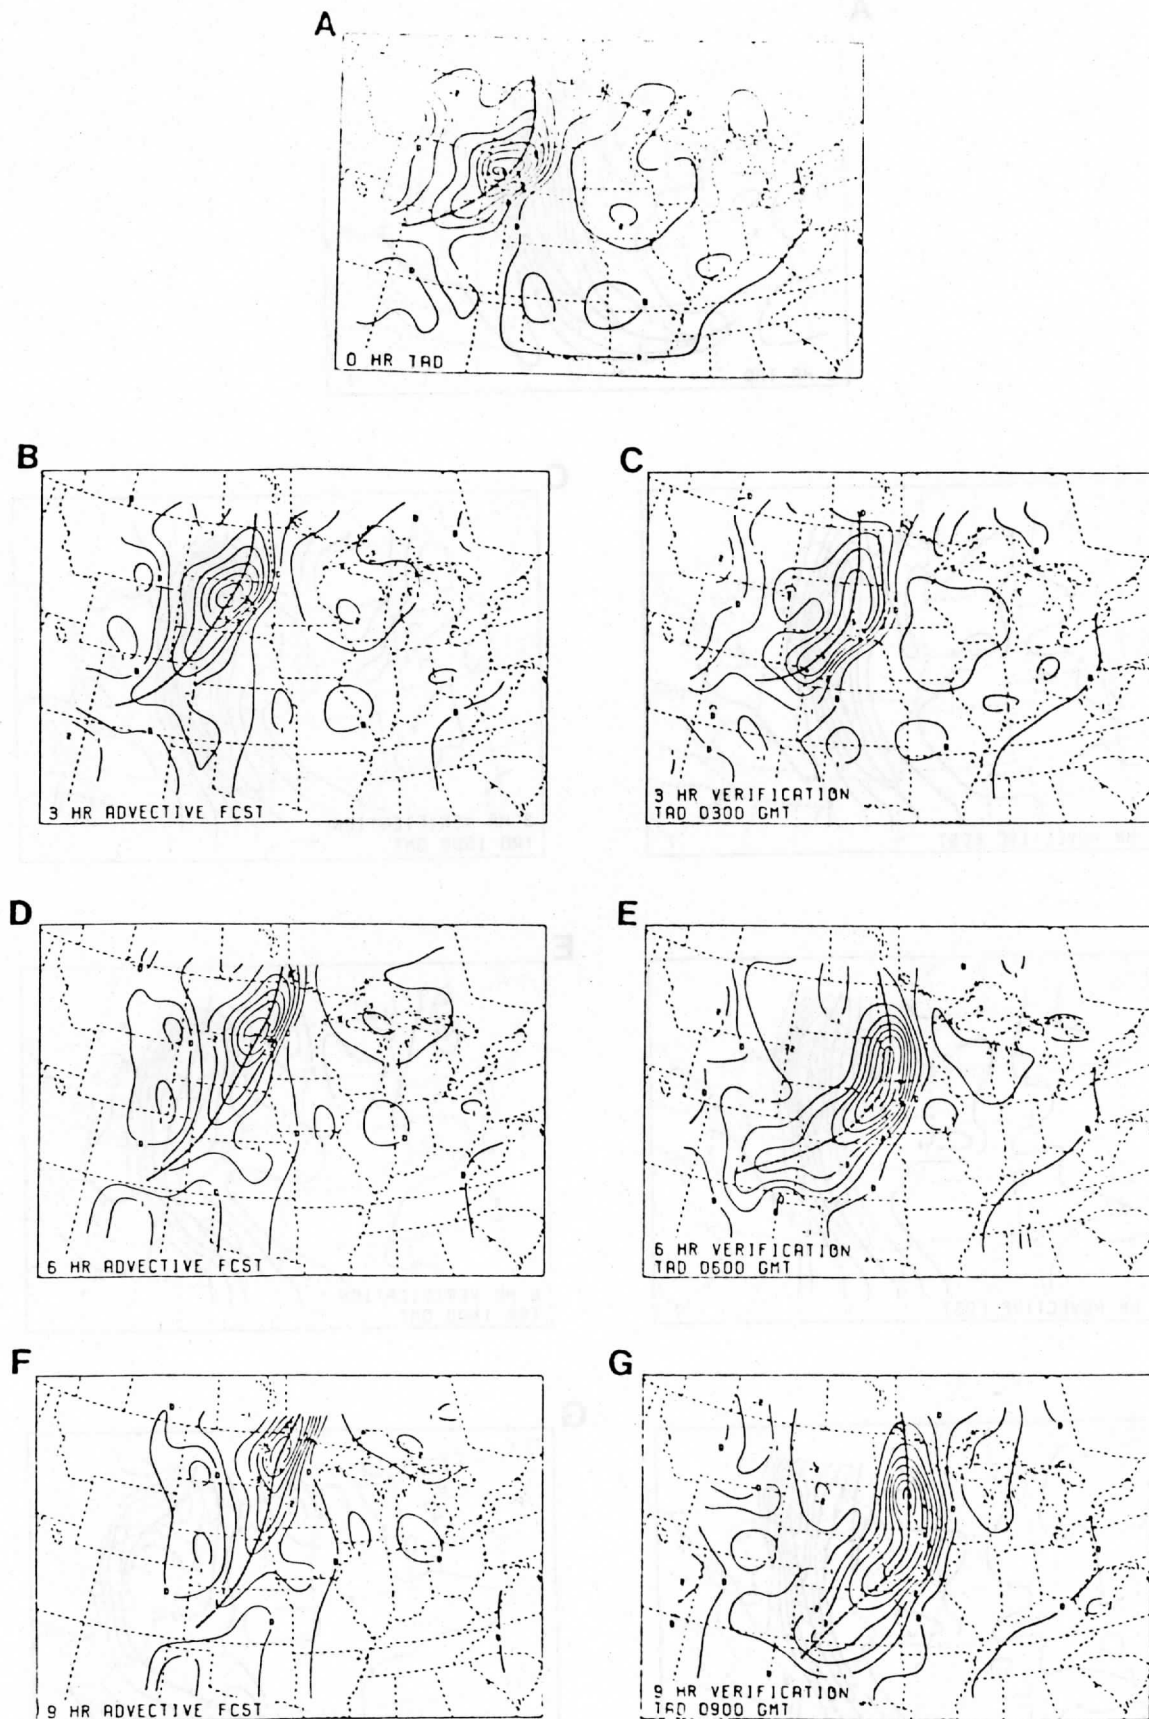 A
0 HR TAD
B
C
3 HR ADVECTIVE FCST
3 HR VERIFICATION
TAD 0300 GMT
D
E
6 HR ADVECTIVE FCST
6 HR VERIFICATION
TAD 0600 GMT
F
G
9 HR ADVECTIVE FCST
9 HR VERIFICATION
TAD 0900 GMT